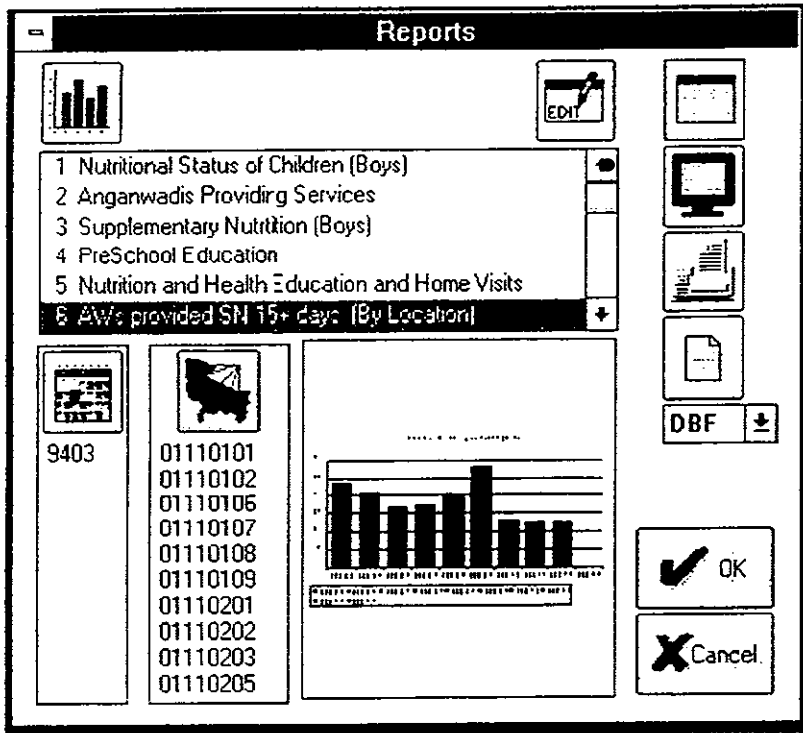 Reports
EDIT
1 Nutritional Status of Children (Boys)
2 Anganwadis Providing Services
3 Supplementary Nutrition (Boys)
4 PreSchool Education
5 Nutrition and Health Education and Home Visits
6 AWs provided SN 15+ days (By Location)
DBF
9403
01110101
01110102
01110106
01110107
01110108
01110109
01110201
01110202
01110203
01110205
OK
Cancel